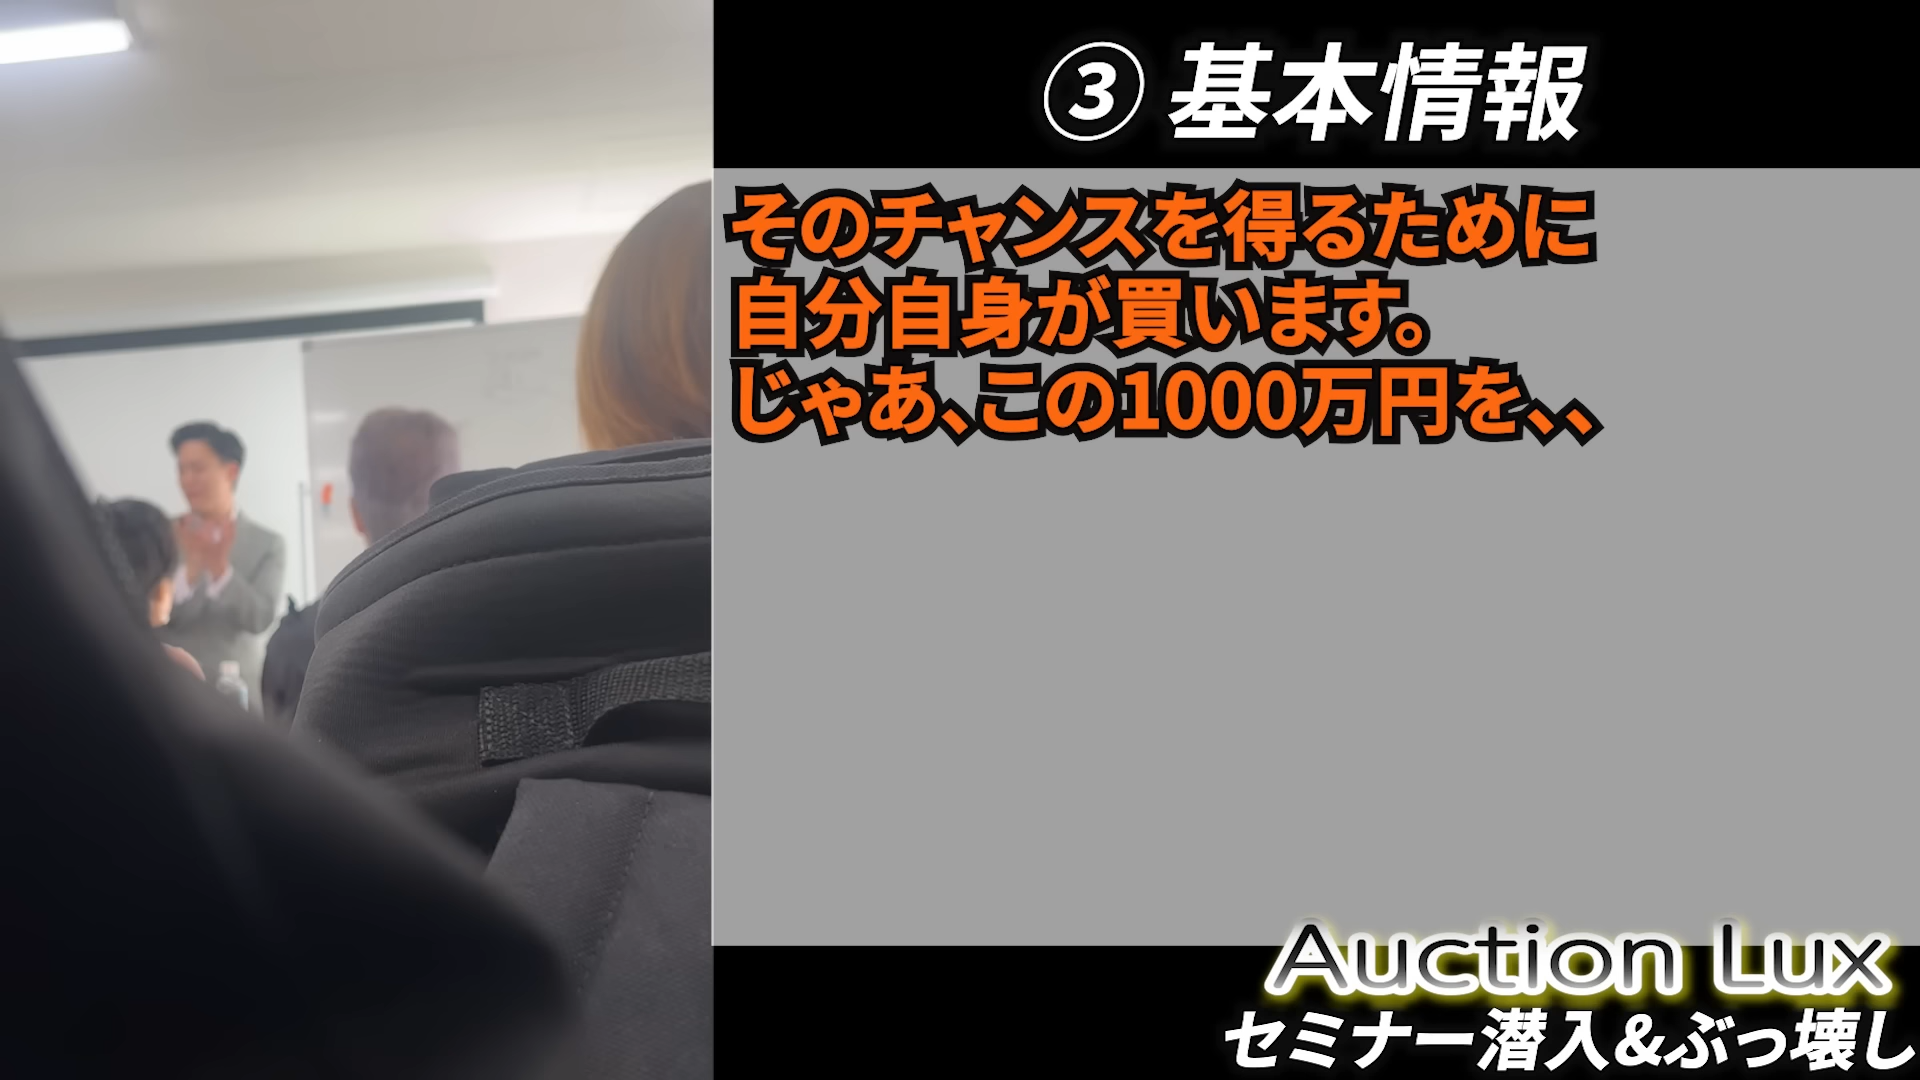 ③ 基本情報
そのチャンスを得るために
自分自身が買います。
じゃあ、この1000万円を、、
Auction Lux
セミナー潜入&ぶっ壊し